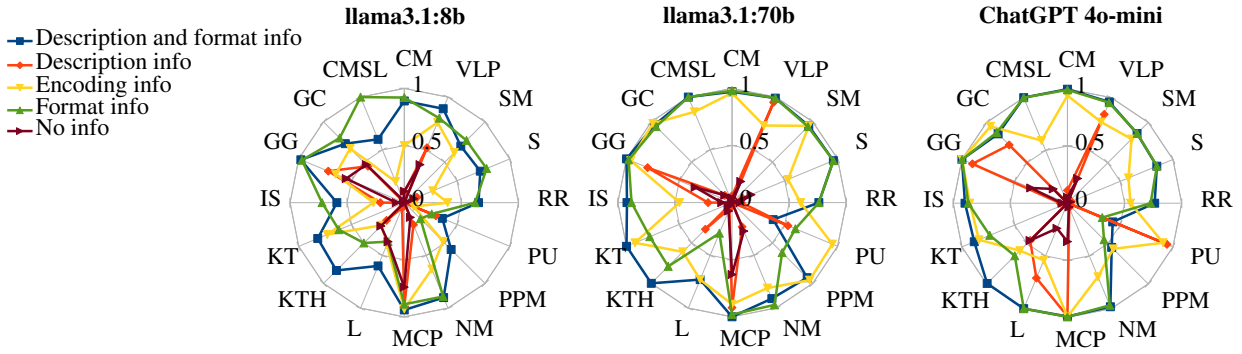 llama3.1:8b
llama3.1:70b
ChatGPT 4o-mini
Description and format info
Description info
Encoding info
Format info
No info
CM
VLP
SM
S
RR
PU
PPM
NM
MCP
L
KTH
KT
IS
GG
GC
CMSL
1
0.5
0
CM
VLP
SM
S
RR
PU
PPM
NM
MCP
L
KTH
KT
IS
GG
GC
CMSL
1
0.5
0
CM
VLP
SM
S
RR
PU
PPM
NM
MCP
L
KTH
KT
IS
GG
GC
CMSL
1
0.5
0